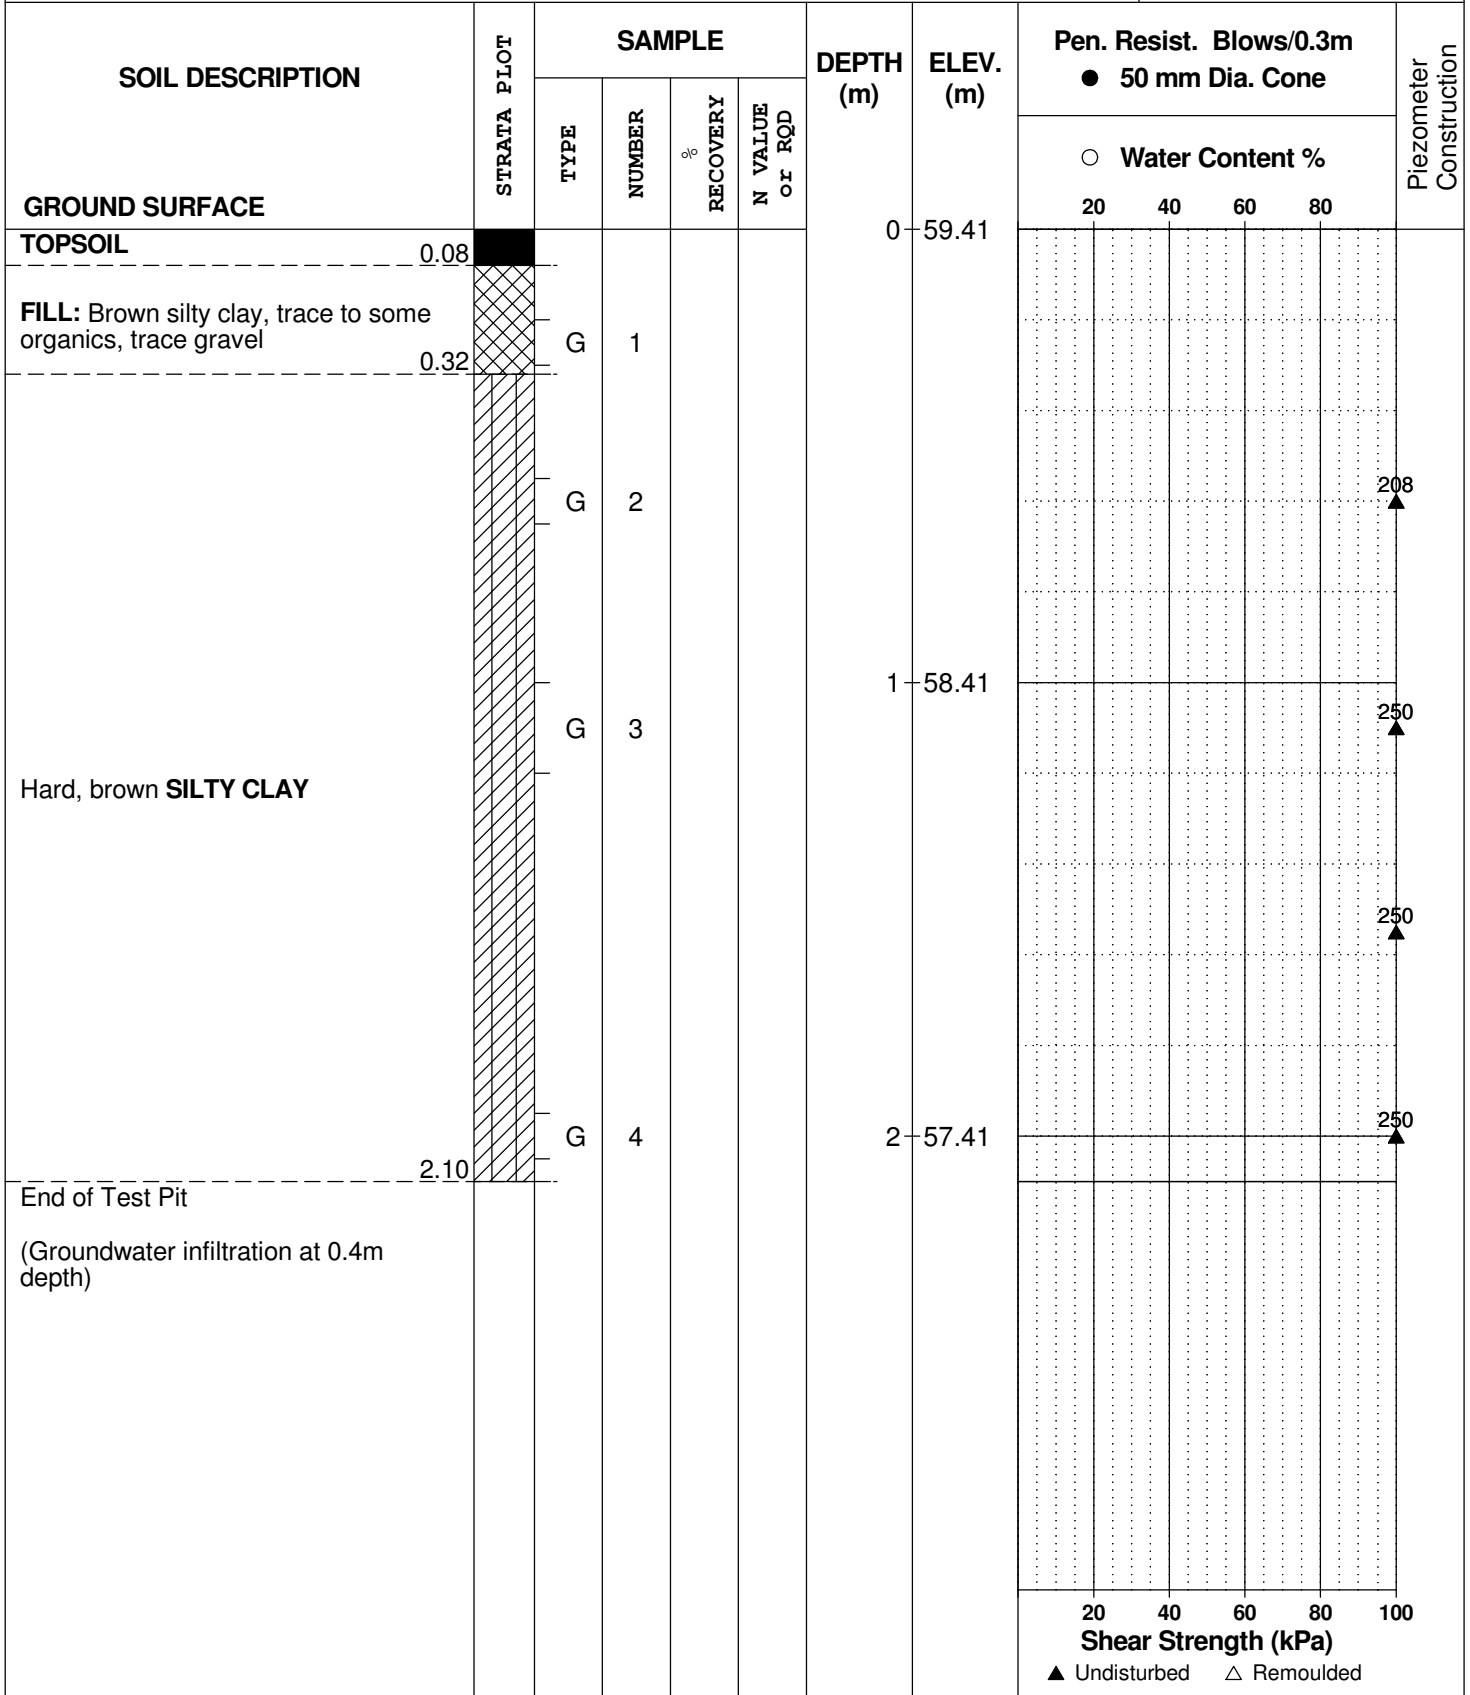 SOIL DESCRIPTION
GROUND SURFACE
STRATA PLOT
SAMPLE
TYPE
NUMBER
%
RECOVERY
N VALUE
or RQD
DEPTH
(m)
ELEV.
(m)
Pen. Resist. Blows/0.3m
● 50 mm Dia. Cone
○ Water Content %
20 40 60 80
Piezometer
Construction
TOPSOIL
0.08
0 59.41
FILL: Brown silty clay, trace to some
organics, trace gravel
0.32
G 1
G 2
208
1 58.41
G 3
250
Hard, brown SILTY CLAY
250
G 4
2 57.41
250
2.10
End of Test Pit
(Groundwater infiltration at 0.4m
depth)
20 40 60 80 100
Shear Strength (kPa)
▲ Undisturbed △ Remoulded